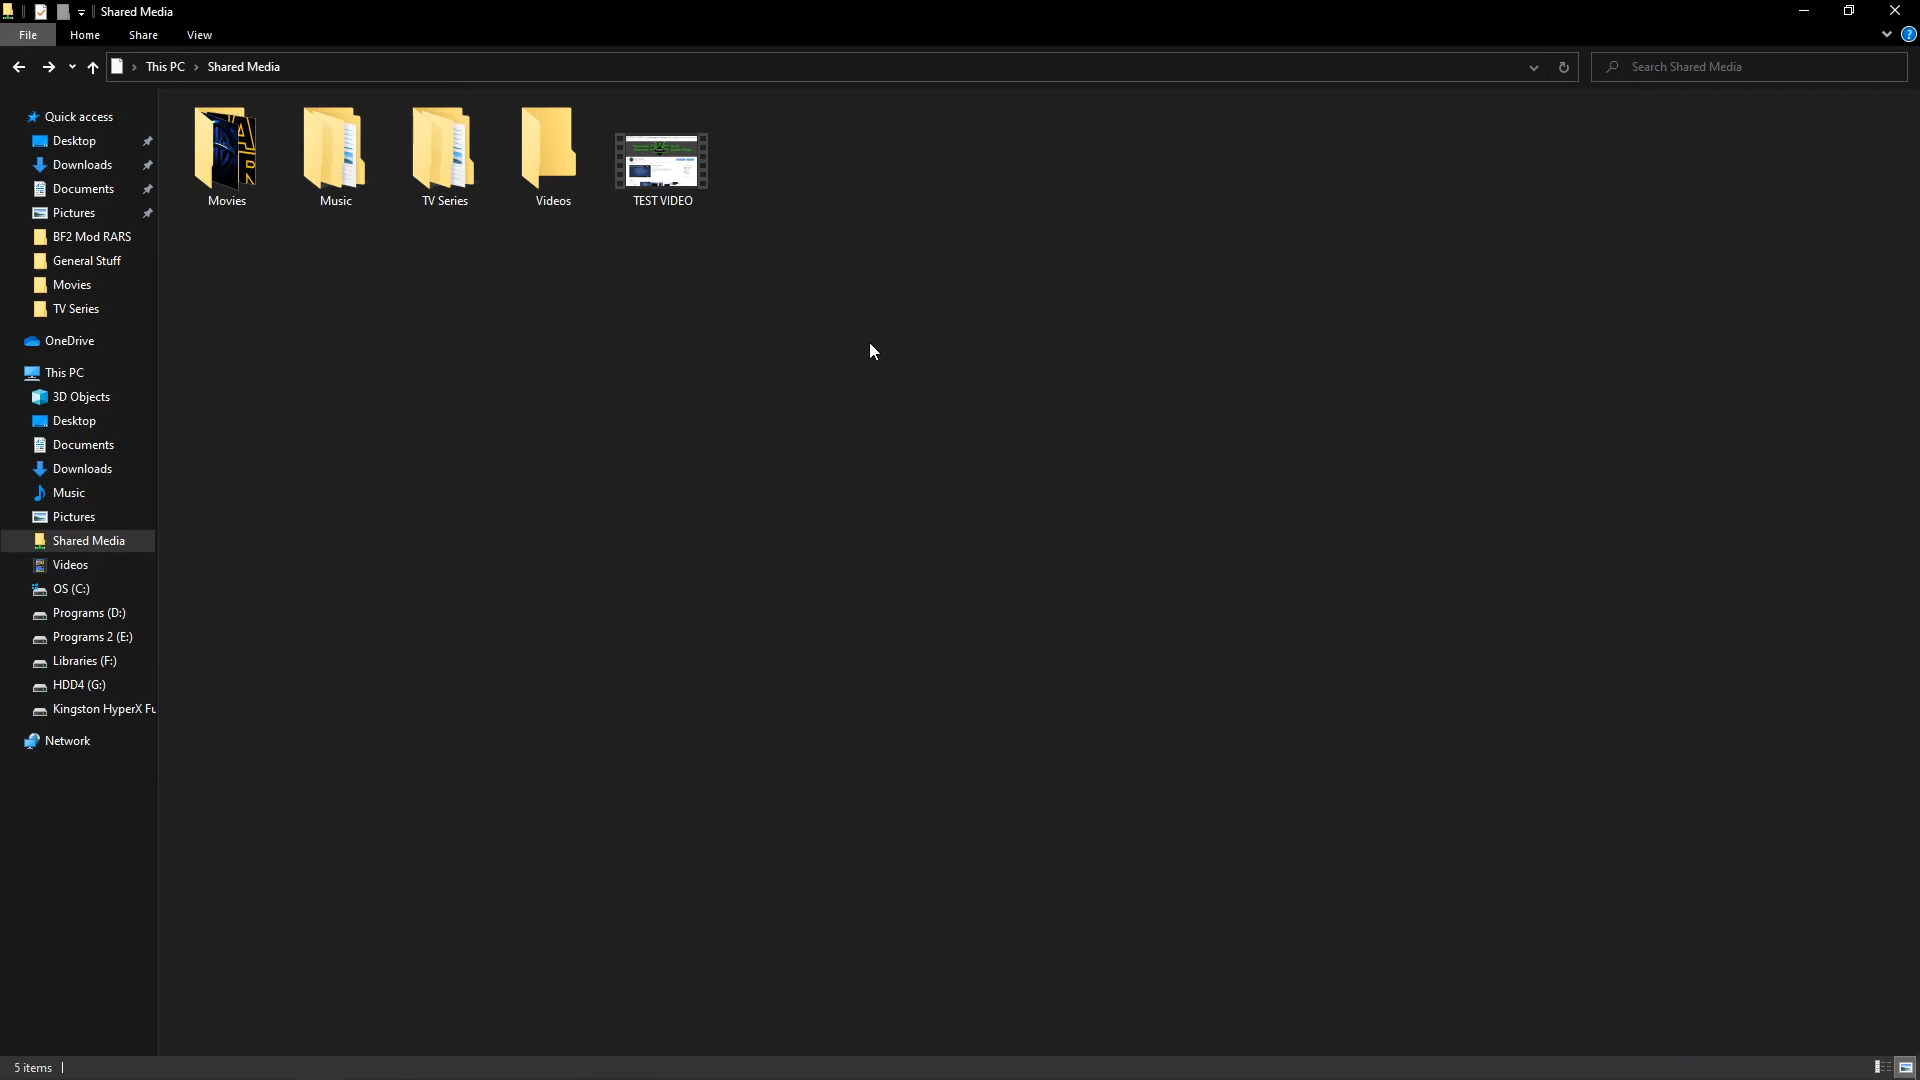 Shared Media
File Home Share View
This PC Shared Media
Search Shared Media
Quick access
Desktop
Downloads
Documents
Pictures
BF2 Mod RARS
General Stuff
Movies
TV Series
OneDrive
This PC
3D Objects
Desktop
Documents
Downloads
Music
Pictures
Shared Media
Videos
OS (C:)
Programs (D:)
Programs 2 (E:)
Libraries (F:)
HDD4 (G:)
Kingston HyperX Fu
Network
Movies Music TV Series Videos TEST VIDEO
5 items